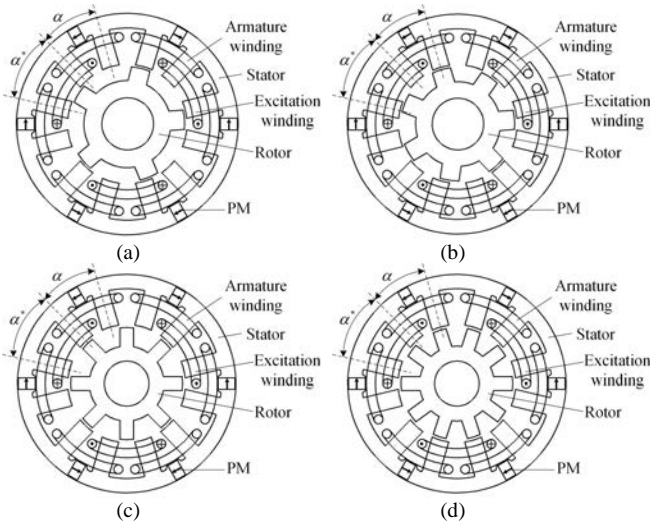 α
α*
Armature
winding
Stator
Excitation
winding
Rotor
PM
(a)
α
α*
Armature
winding
Stator
Excitation
winding
Rotor
PM
(b)
α
α*
Armature
winding
Stator
Excitation
winding
Rotor
PM
(c)
α
α*
Armature
winding
Stator
Excitation
winding
Rotor
PM
(d)